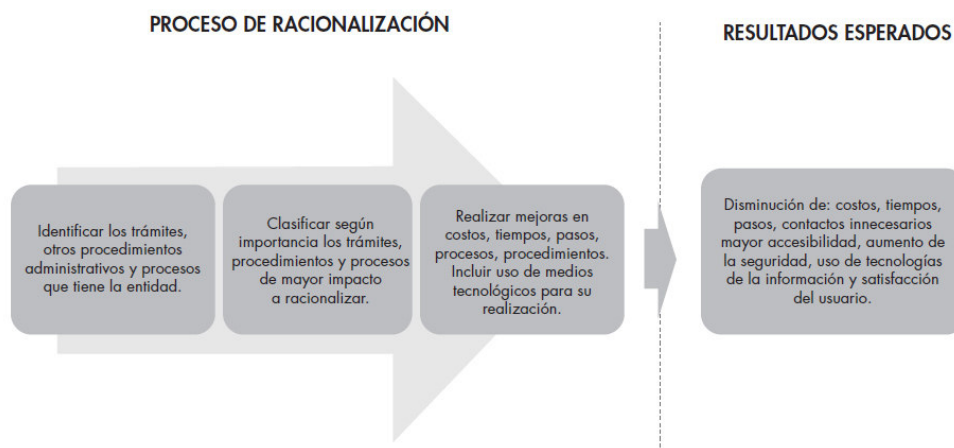 PROCESO DE RACIONALIZACIÓN
RESULTADOS ESPERADOS
Identificar los trámites,
otros procedimientos
administrativos y procesos
que tiene la entidad.
Clasificar según
importancia los trámites,
procedimientos y procesos
de mayor impacto
a racionalizar.
Realizar mejoras en
costos, tiempos, pasos,
procesos, procedimientos.
Incluir uso de medios
tecnológicos para su
realización.
Disminución de: costos, tiempos,
pasos, contactos innecesarios
mayor accesibilidad, aumento de
la seguridad, uso de tecnologías
de la información y satisfacción
del usuario.